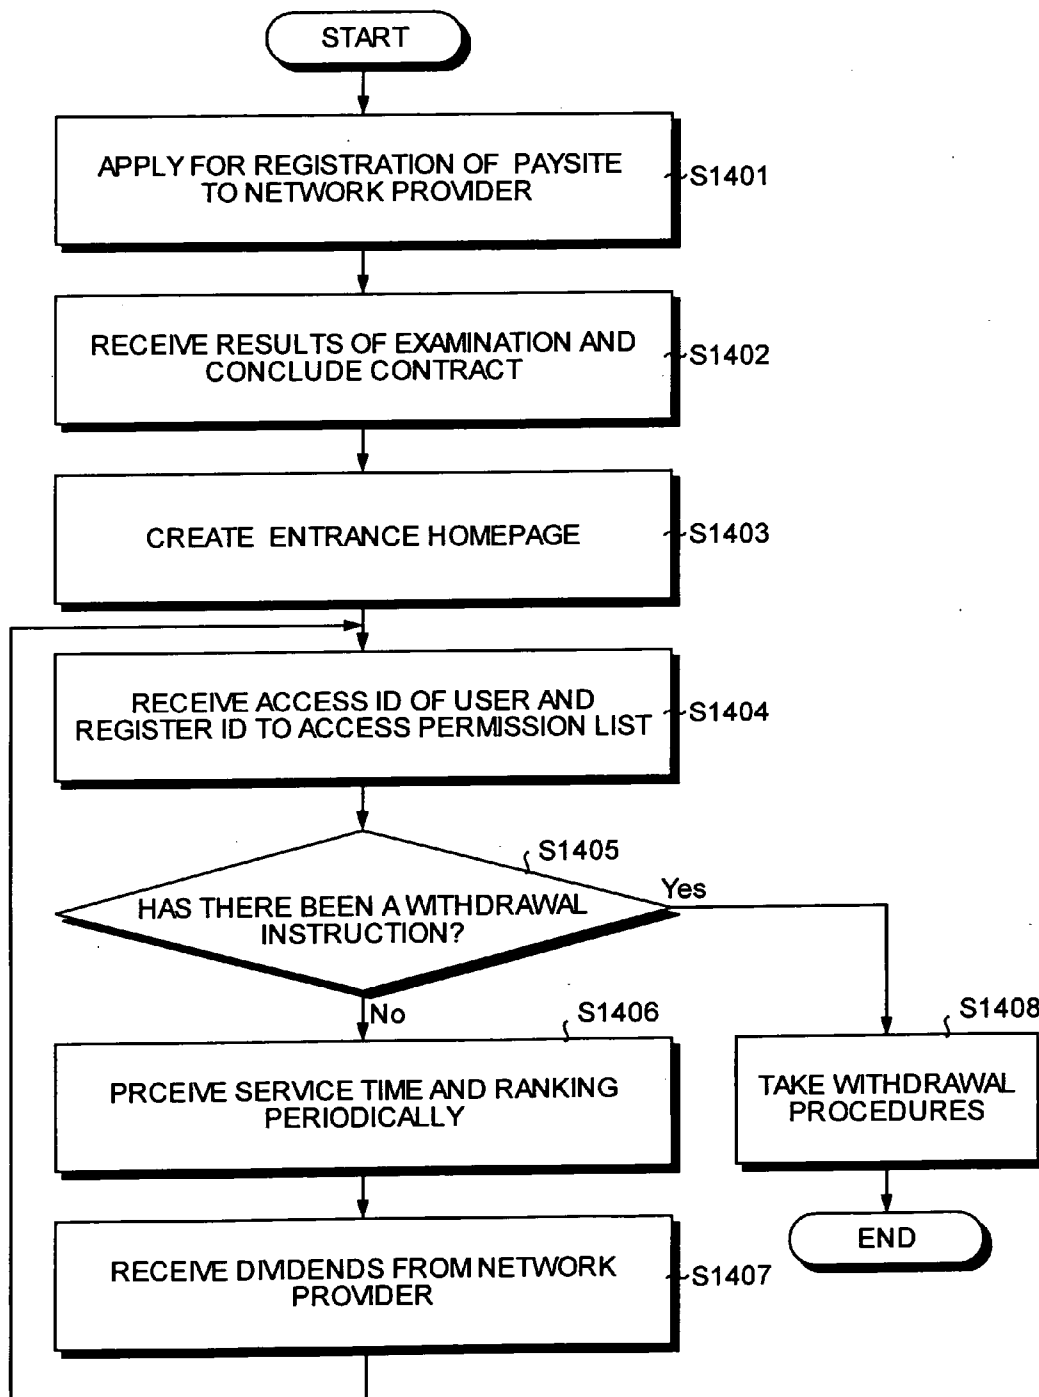 START
APPLY FOR REGISTRATION OF PAYSITE
TO NETWORK PROVIDER
S1401
RECEIVE RESULTS OF EXAMINATION AND
CONCLUDE CONTRACT
S1402
CREATE ENTRANCE HOMEPAGE
S1403
RECEIVE ACCESS ID OF USER AND
REGISTER ID TO ACCESS PERMISSION LIST
S1404
S1405
HAS THERE BEEN A WITHDRAWAL
INSTRUCTION?
Yes
No
S1406
PRCEIVE SERVICE TIME AND RANKING
PERIODICALLY
S1408
TAKE WITHDRAWAL
PROCEDURES
RECEIVE DIVIDENDS FROM NETWORK
PROVIDER
S1407
END